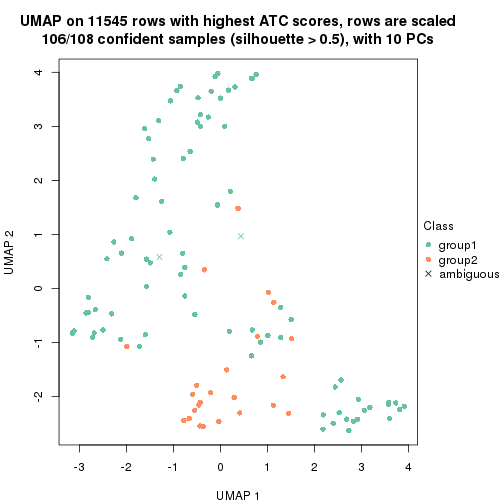 UMAP on 11545 rows with highest ATC scores, rows are scaled
106/108 confident samples (silhouette > 0.5), with 10 PCs
4
3
2
1
0
-1
-2
UMAP 2
-3 -2 -1 0 1 2 3 4
UMAP 1
Class
group1
group2
ambiguous